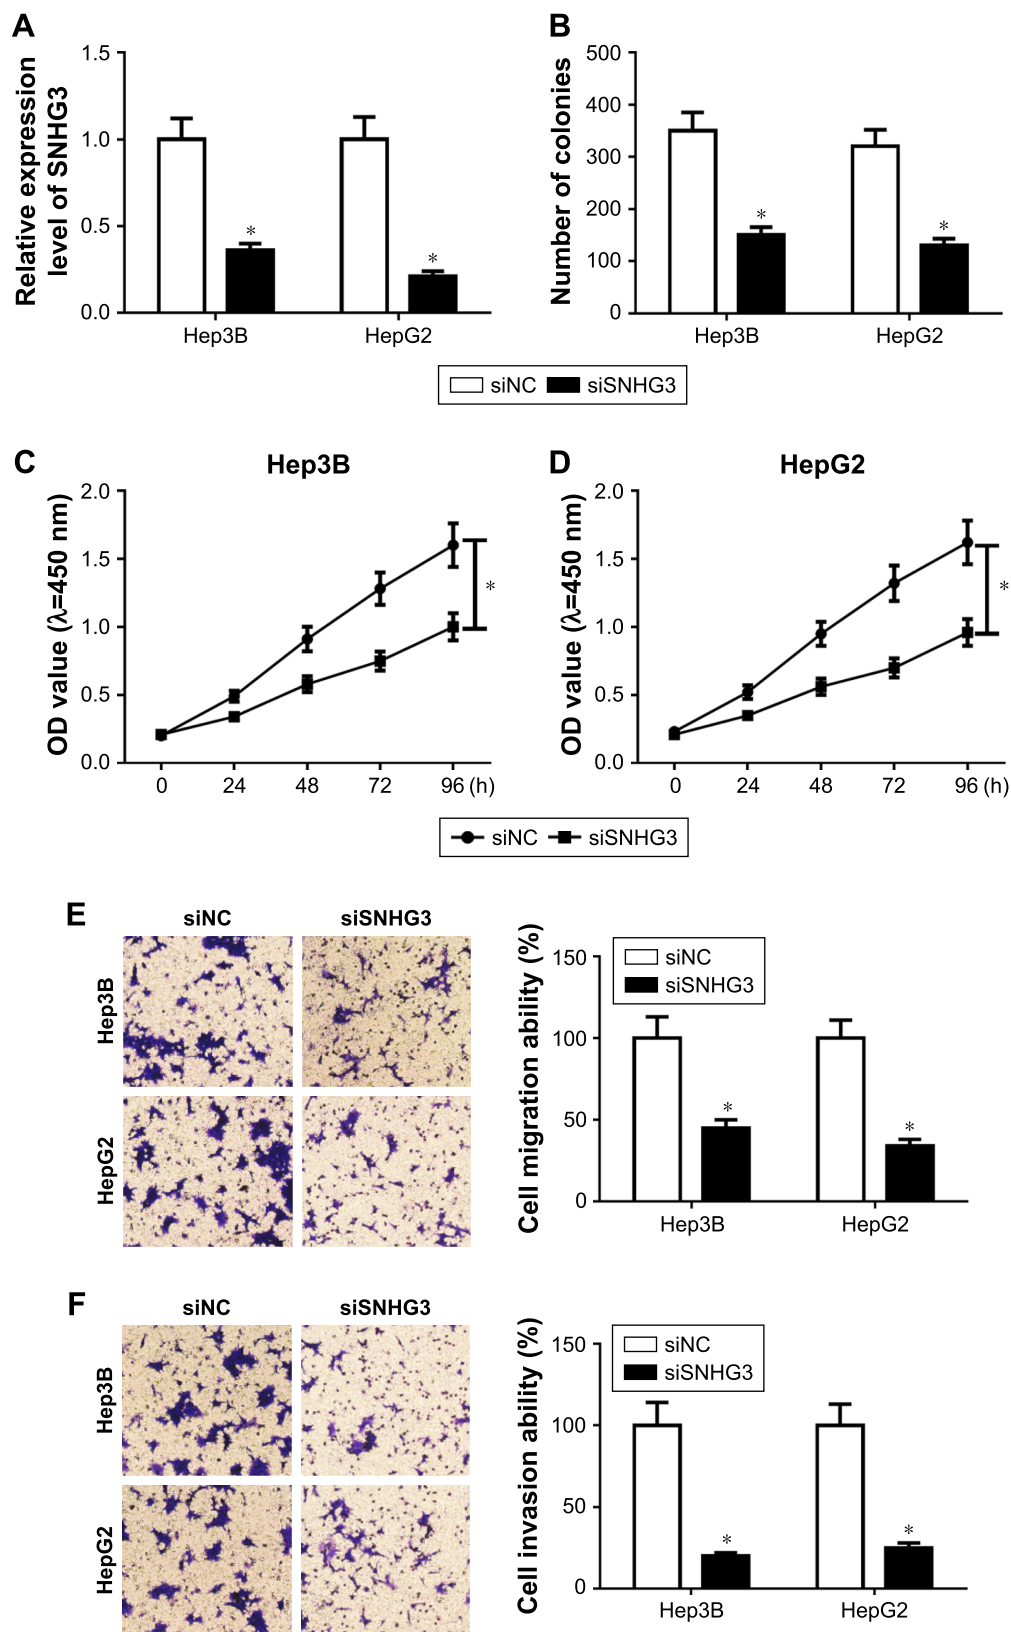 A
Relative expression
level of SNHG3
1.5
1.0
0.5
0.0
*
*
Hep3B
HepG2
B
Number of colonies
500
400
300
200
100
0
*
*
Hep3B
HepG2
siNC
siSNHG3
C
Hep3B
OD value (λ=450 nm)
2.0
1.5
1.0
0.5
0.0
*
0 24 48 72 96 (h)
D
HepG2
OD value (λ=450 nm)
2.0
1.5
1.0
0.5
0.0
*
0 24 48 72 96 (h)
siNC
siSNHG3
E
siNC
siSNHG3
Hep3B
HepG2
Cell migration ability (%)
150
100
50
0
siNC
siSNHG3
*
*
Hep3B
HepG2
F
siNC
siSNHG3
Hep3B
HepG2
Cell invasion ability (%)
150
100
50
0
siNC
siSNHG3
*
*
Hep3B
HepG2